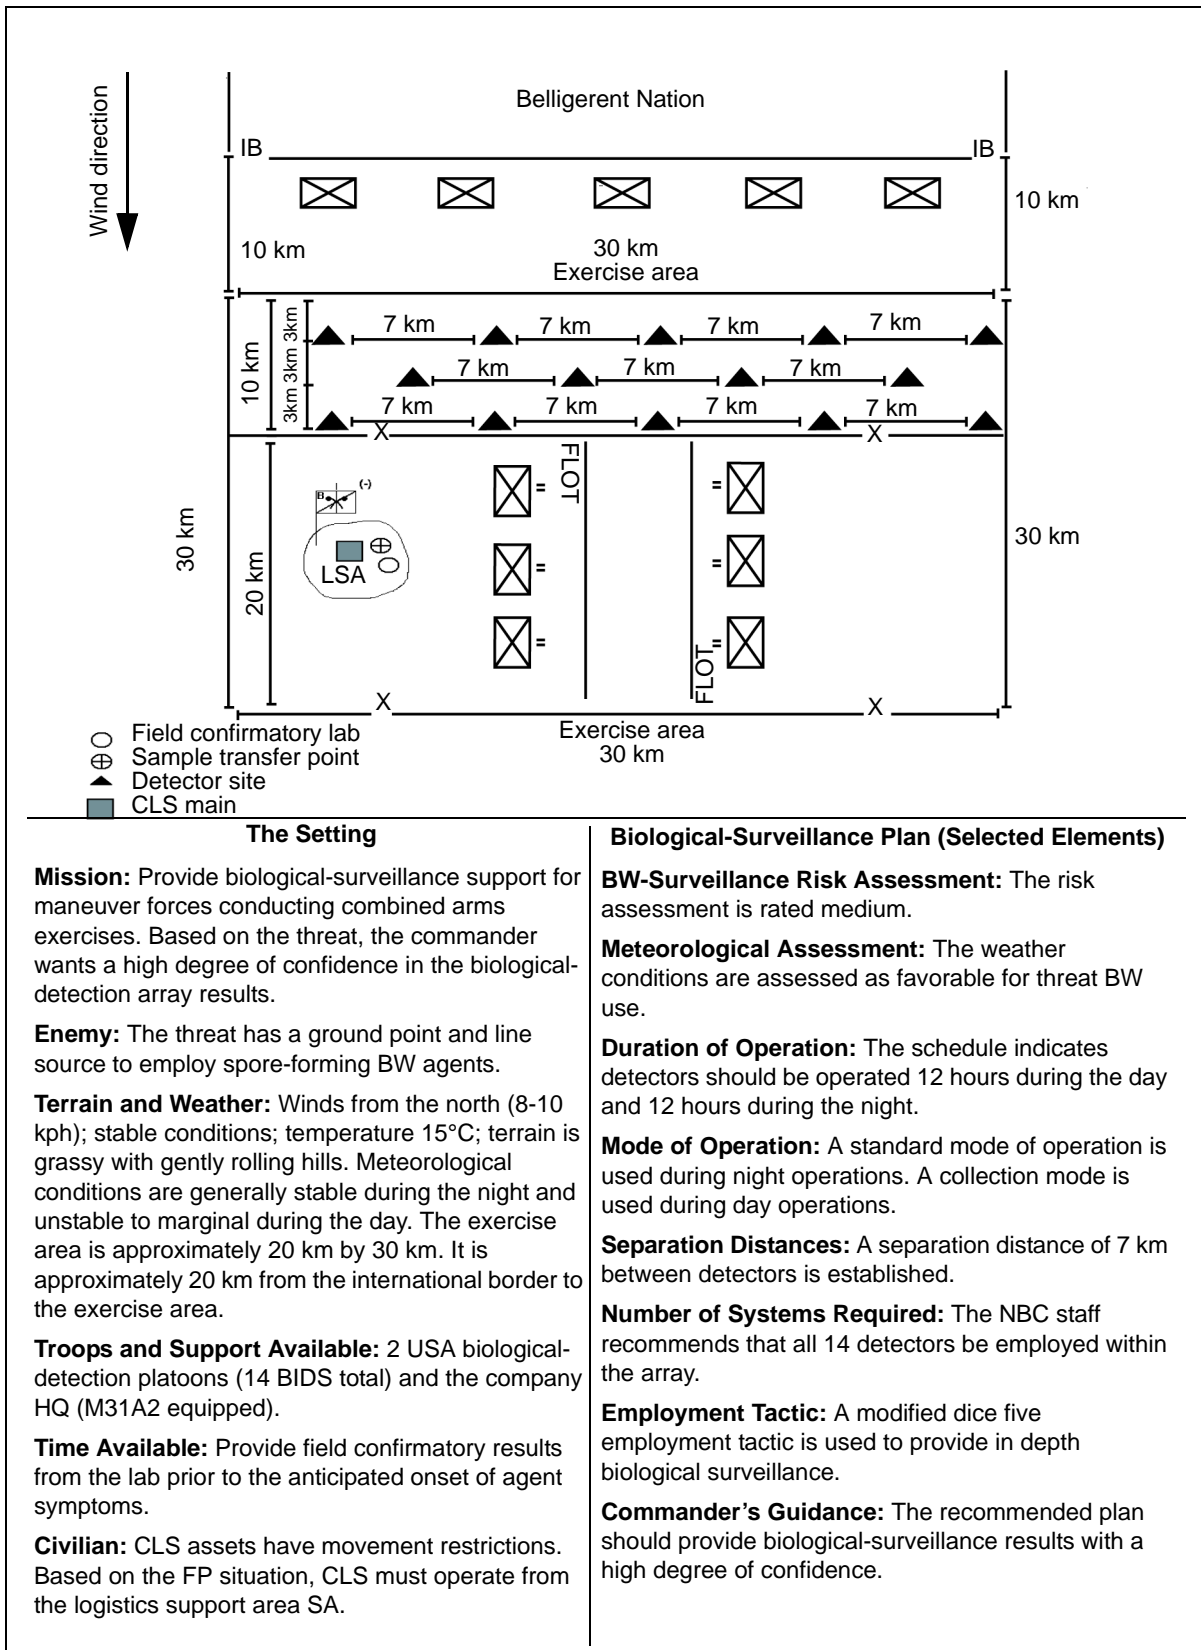 Belligerent Nation
Wind direction
IB
IB
10 km
10 km
30 km
Exercise area
3km
7 km
7 km
7 km
7 km
10 km
3km
7 km
7 km
7 km
3km
7 km
7 km
7 km
7 km
X
X
FLOT
B
(-)
LSA
=
=
=
=
=
=
30 km
20 km
30 km
FLOT
X
X
Exercise area
30 km
Field confirmatory lab
Sample transfer point
Detector site
CLS main
The Setting
Mission: Provide biological-surveillance support for
maneuver forces conducting combined arms
exercises. Based on the threat, the commander
wants a high degree of confidence in the biological-
detection array results.
Enemy: The threat has a ground point and line
source to employ spore-forming BW agents.
Terrain and Weather: Winds from the north (8-10
kph); stable conditions; temperature 15°C; terrain is
grassy with gently rolling hills. Meteorological
conditions are generally stable during the night and
unstable to marginal during the day. The exercise
area is approximately 20 km by 30 km. It is
approximately 20 km from the international border to
the exercise area.
Troops and Support Available: 2 USA biological-
detection platoons (14 BIDS total) and the company
HQ (M31A2 equipped).
Time Available: Provide field confirmatory results
from the lab prior to the anticipated onset of agent
symptoms.
Civilian: CLS assets have movement restrictions.
Based on the FP situation, CLS must operate from
the logistics support area SA.
Biological-Surveillance Plan (Selected Elements)
BW-Surveillance Risk Assessment: The risk
assessment is rated medium.
Meteorological Assessment: The weather
conditions are assessed as favorable for threat BW
use.
Duration of Operation: The schedule indicates
detectors should be operated 12 hours during the day
and 12 hours during the night.
Mode of Operation: A standard mode of operation is
used during night operations. A collection mode is
used during day operations.
Separation Distances: A separation distance of 7 km
between detectors is established.
Number of Systems Required: The NBC staff
recommends that all 14 detectors be employed within
the array.
Employment Tactic: A modified dice five
employment tactic is used to provide in depth
biological surveillance.
Commander's Guidance: The recommended plan
should provide biological-surveillance results with a
high degree of confidence.